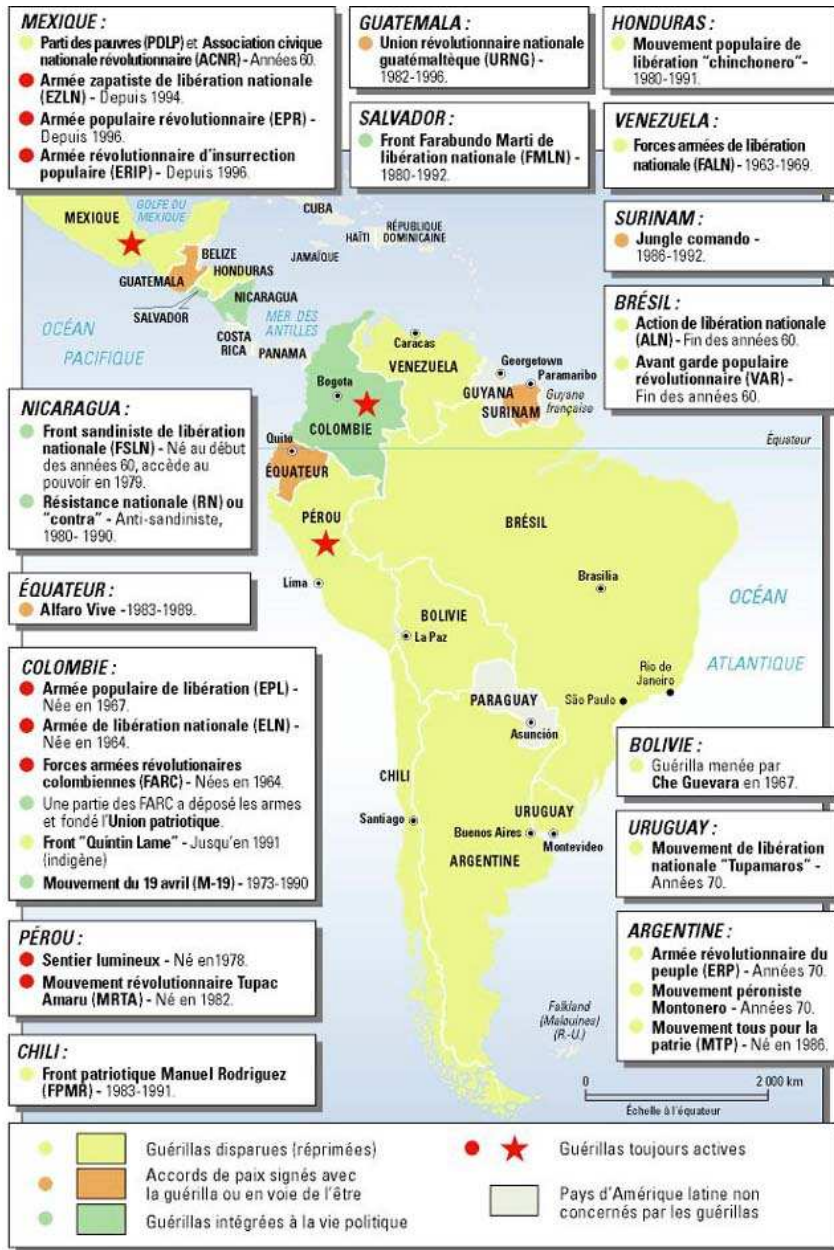 MEXIQUE :
Parti des pauvres (PDLP) et Association civique
nationale révolutionnaire (ACNR) - Années 60.
Armée zapatiste de libération nationale
(EZLN) - Depuis 1994.
Armée populaire révolutionnaire (EPR) -
Depuis 1996.
Armée révolutionnaire d'insurrection
populaire (ERIP) - Depuis 1996.
GUATEMALA :
Union révolutionnaire nationale
guatémaltèque (URNG) -
1982-1996.
HONDURAS :
Mouvement populaire de
libération "chinchonero"-
1980-1991.
SALVADOR :
Front Farabundo Marti de
libération nationale (FMLN) -
1980-1992.
VENEZUELA :
Forces armées de libération
nationale (FALN) - 1963-1969.
SURINAM :
Jungle comando -
1986-1992.
BRÉSIL :
Action de libération nationale
(ALN) - Fin des années 60.
Avant garde populaire
révolutionnaire (VAR) -
Fin des années 60.
MEXIQUE
GOLFE DU
MEXIQUE
CUBA
HAÏTI
RÉPUBLIQUE
DOMINICAINE
JAMAÏQUE
BELIZE
HONDURAS
GUATEMALA
NICARAGUA
SALVADOR
MER DES
ANTILLES
COSTA
RICA
PANAMA
OCÉAN
PACIFIQUE
Caracas
VENEZUELA
Georgetown
Paramaribo
GUYANA
SURINAM
Guyane
française
Bogota
COLOMBIE
Équateur
Quito
ÉQUATEUR
PÉROU
Lima
BRÉSIL
Brasilia
BOLIVIE
La Paz
OCÉAN
ATLANTIQUE
Rio de
Janeiro
São Paulo
PARAGUAY
Asunción
CHILI
Santiago
URUGUAY
Buenos Aires
Montevideo
ARGENTINE
Falkland
(Malouines)
(R.-U.)
NICARAGUA :
Front sandiniste de libération
nationale (FSLN) - Né au début
des années 60, accède au
pouvoir en 1979.
Résistance nationale (RN) ou
"contra" - Anti-sandiniste,
1980- 1990.
ÉQUATEUR :
Alfaro Vive -1983-1989.
COLOMBIE :
Armée populaire de libération (EPL) -
Née en 1967.
Armée de libération nationale (ELN) -
Née en 1964.
Forces armées révolutionaires
colombiennes (FARC) - Nées en 1964.
Une partie des FARC a déposé les armes
et fondé l'Union patriotique.
Front "Quintin Lame" - Jusqu'en 1991
(indigène)
Mouvement du 19 avril (M-19) - 1973-1990
PÉROU :
Sentier lumineux - Né en1978.
Mouvement révolutionnaire Tupac
Amaru (MRTA) - Né en 1982.
CHILI :
Front patriotique Manuel Rodriguez
(FPMR) - 1983-1991.
BOLIVIE :
Guérilla menée par
Che Guevara en 1967.
URUGUAY :
Mouvement de libération
nationale "Tupamaros" -
Années 70.
ARGENTINE :
Armée révolutionnaire du
peuple (ERP) - Années 70.
Mouvement péroniste
Montonero - Années 70.
Mouvement tous pour la
patrie (MTP) - Né en 1986.
0 2 000 km
Échelle à l'équateur
Guérillas disparues (réprimées)
Accords de paix signés avec
la guérilla ou en voie de l'être
Guérillas intégrées à la vie politique
Guérillas toujours actives
Pays d'Amérique latine non
concernés par les guérillas